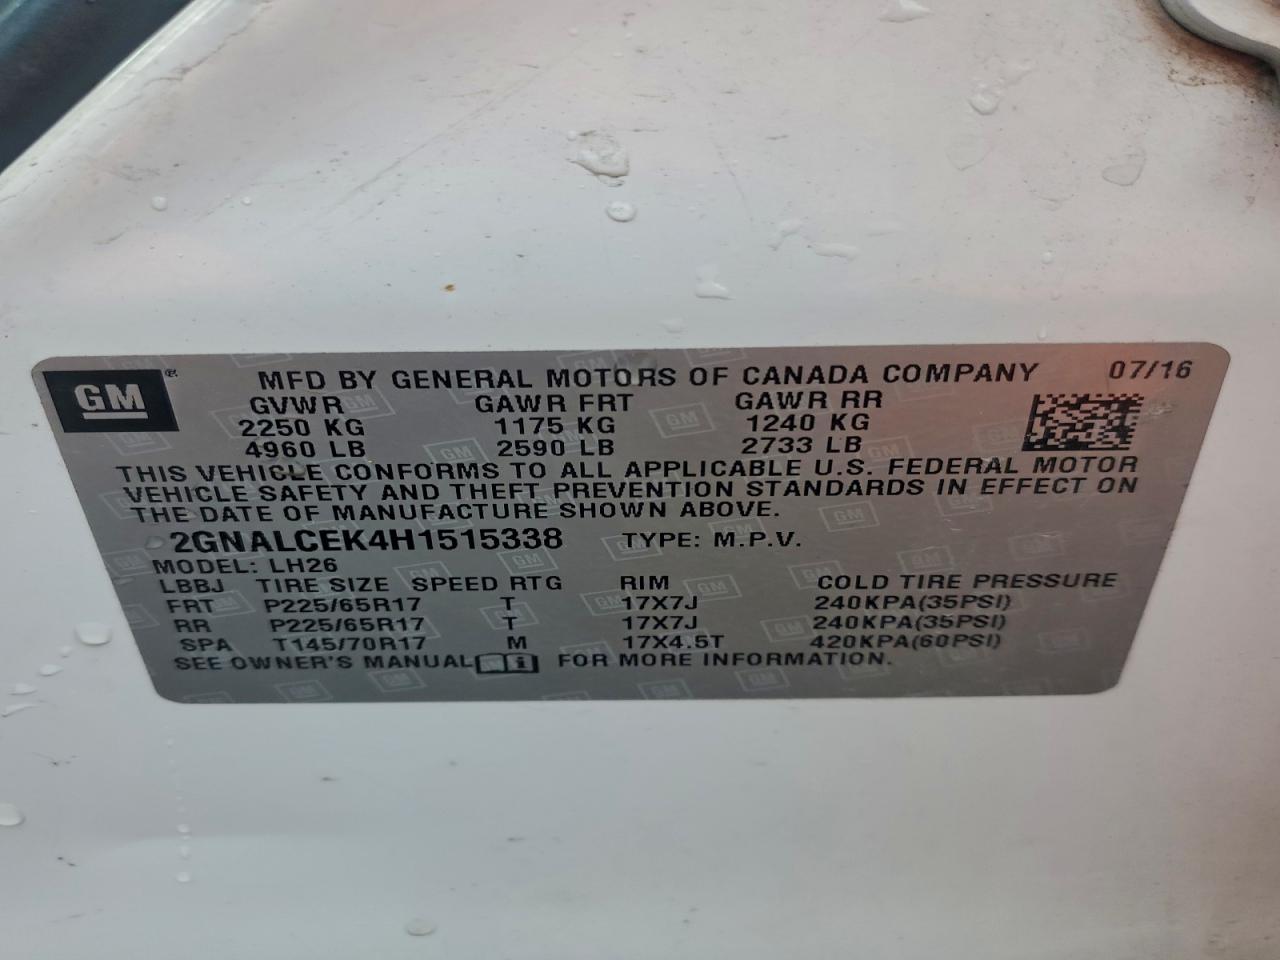 GM ® MFD BY GENERAL MOTORS OF CANADA COMPANY 07/16
GVWR GAWR FRT GAWR RR
2250 KG 1175 KG 1240 KG
4960 LB 2590 LB 2733 LB
THIS VEHICLE CONFORMS TO ALL APPLICABLE U.S. FEDERAL MOTOR
VEHICLE SAFETY AND THEFT PREVENTION STANDARDS IN EFFECT ON
THE DATE OF MANUFACTURE SHOWN ABOVE.
2GNALCEK4H1515338 TYPE: M.P.V.
MODEL: LH26
LBBJ TIRE SIZE SPEED RTG RIM COLD TIRE PRESSURE
FRT P225/65R17 T 17X7J 240KPA(35PSI)
RR P225/65R17 T 17X7J 240KPA(35PSI)
SPA T145/70R17 M 17X4.5T 420KPA(60PSI)
SEE OWNER'S MANUAL FOR MORE INFORMATION.